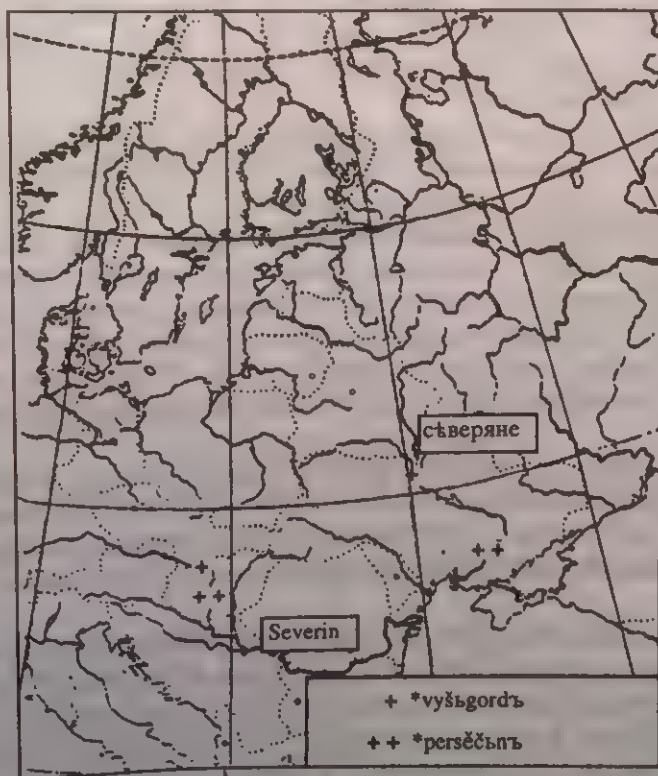 сѣверяне
Severin
+ *vyšьgordъ
+ + *persěčьnъ